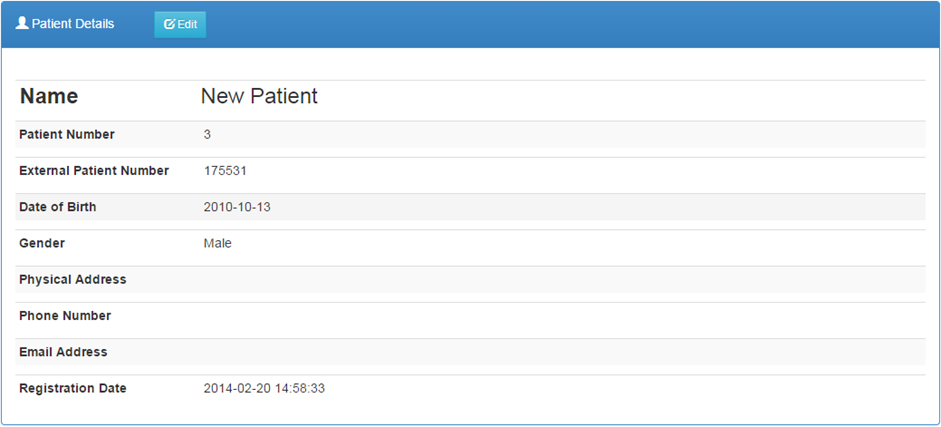 Patient Details Edit
Name New Patient
Patient Number 3
External Patient Number 175531
Date of Birth 2010-10-13
Gender Male
Physical Address
Phone Number
Email Address
Registration Date 2014-02-20 14:58:33